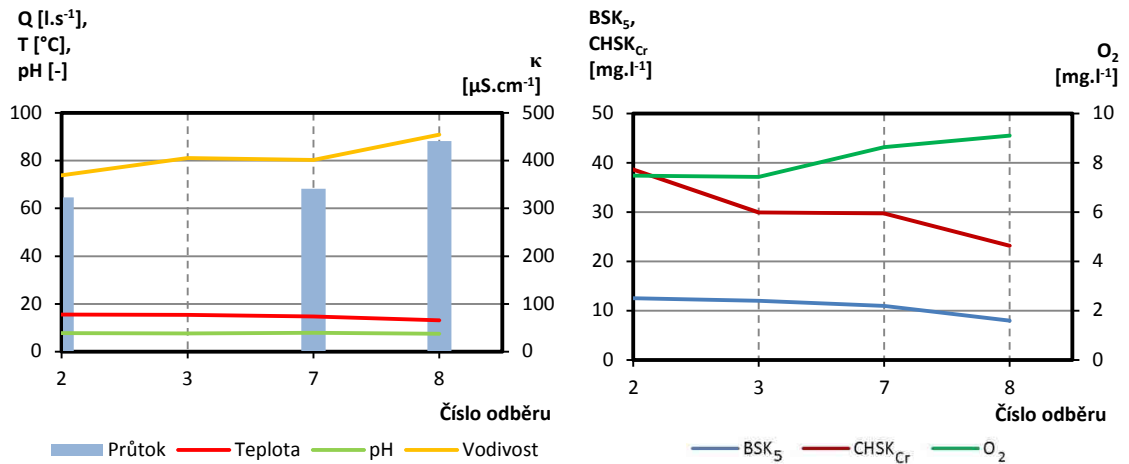 Q [l.s⁻¹],
T [°C],
pH [-]
κ
[µS.cm⁻¹]
100
80
60
40
20
0
500
400
300
200
100
0
2 3 7 8
Číslo odběru
Průtok Teplota pH Vodivost
BSK₅,
CHSK_Cr
[mg.l⁻¹]
O₂
[mg.l⁻¹]
50
40
30
20
10
0
10
8
6
4
2
0
2 3 7 8
Číslo odběru
BSK₅ CHSK_Cr O₂